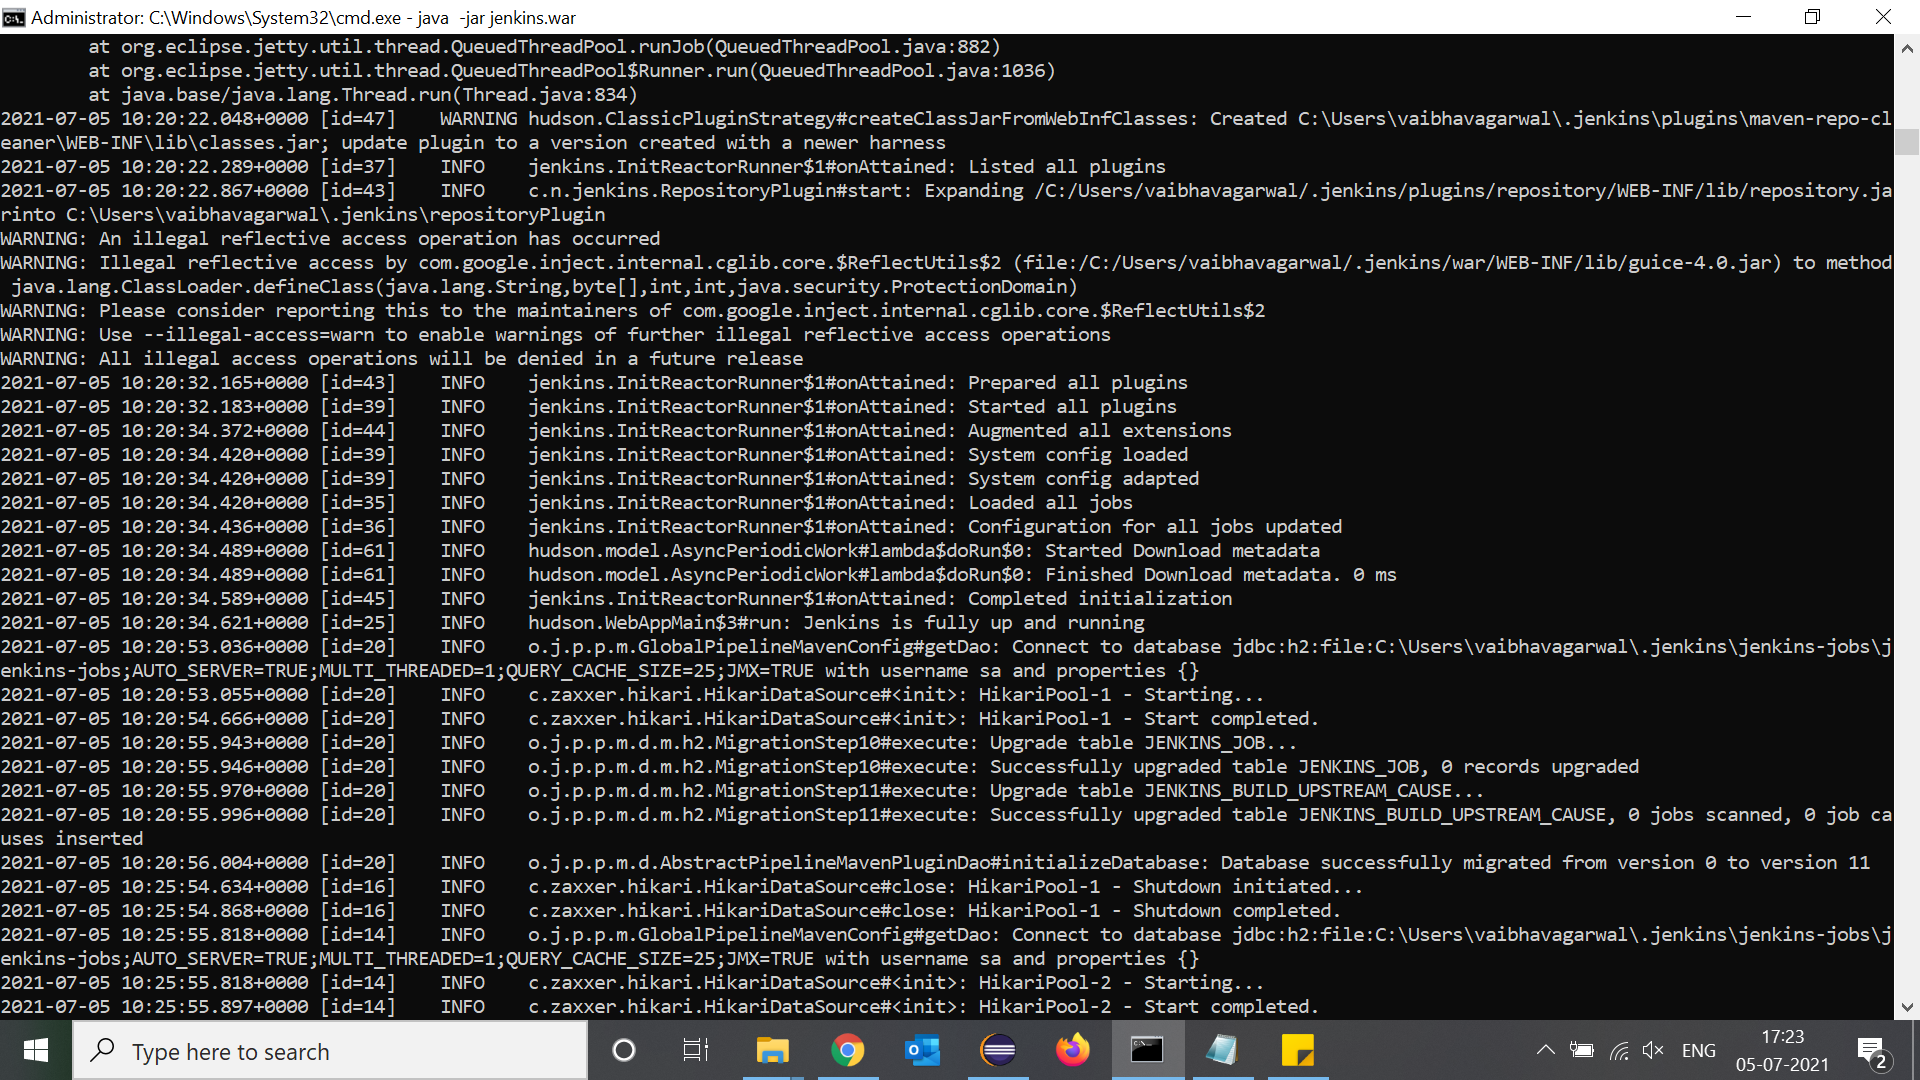 Administrator: C:\Windows\System32\cmd.exe - java  -jar jenkins.war
        at org.eclipse.jetty.util.thread.QueuedThreadPool.runJob(QueuedThreadPool.java:882)
        at org.eclipse.jetty.util.thread.QueuedThreadPool$Runner.run(QueuedThreadPool.java:1036)
        at java.base/java.lang.Thread.run(Thread.java:834)
2021-07-05 10:20:22.048+0000 [id=47]    WARNING hudson.ClassicPluginStrategy#createClassJarFromWebInfClasses: Created C:\Users\vaibhavagarwal\.jenkins\plugins\maven-repo-cl
eaner\WEB-INF\lib\classes.jar; update plugin to a version created with a newer harness
2021-07-05 10:20:22.289+0000 [id=37]    INFO    jenkins.InitReactorRunner$1#onAttained: Listed all plugins
2021-07-05 10:20:22.867+0000 [id=43]    INFO    c.n.jenkins.RepositoryPlugin#start: Expanding /C:/Users/vaibhavagarwal/.jenkins/plugins/repository/WEB-INF/lib/repository.ja
rinto C:\Users\vaibhavagarwal\.jenkins\repositoryPlugin
WARNING: An illegal reflective access operation has occurred
WARNING: Illegal reflective access by com.google.inject.internal.cglib.core.$ReflectUtils$2 (file:/C:/Users/vaibhavagarwal/.jenkins/war/WEB-INF/lib/guice-4.0.jar) to method
 java.lang.ClassLoader.defineClass(java.lang.String,byte[],int,int,java.security.ProtectionDomain)
WARNING: Please consider reporting this to the maintainers of com.google.inject.internal.cglib.core.$ReflectUtils$2
WARNING: Use --illegal-access=warn to enable warnings of further illegal reflective access operations
WARNING: All illegal access operations will be denied in a future release
2021-07-05 10:20:32.165+0000 [id=43]    INFO    jenkins.InitReactorRunner$1#onAttained: Prepared all plugins
2021-07-05 10:20:32.183+0000 [id=39]    INFO    jenkins.InitReactorRunner$1#onAttained: Started all plugins
2021-07-05 10:20:34.372+0000 [id=44]    INFO    jenkins.InitReactorRunner$1#onAttained: Augmented all extensions
2021-07-05 10:20:34.420+0000 [id=39]    INFO    jenkins.InitReactorRunner$1#onAttained: System config loaded
2021-07-05 10:20:34.420+0000 [id=39]    INFO    jenkins.InitReactorRunner$1#onAttained: System config adapted
2021-07-05 10:20:34.420+0000 [id=35]    INFO    jenkins.InitReactorRunner$1#onAttained: Loaded all jobs
2021-07-05 10:20:34.436+0000 [id=36]    INFO    jenkins.InitReactorRunner$1#onAttained: Configuration for all jobs updated
2021-07-05 10:20:34.489+0000 [id=61]    INFO    hudson.model.AsyncPeriodicWork#lambda$doRun$0: Started Download metadata
2021-07-05 10:20:34.489+0000 [id=61]    INFO    hudson.model.AsyncPeriodicWork#lambda$doRun$0: Finished Download metadata. 0 ms
2021-07-05 10:20:34.589+0000 [id=45]    INFO    jenkins.InitReactorRunner$1#onAttained: Completed initialization
2021-07-05 10:20:34.621+0000 [id=25]    INFO    hudson.WebAppMain$3#run: Jenkins is fully up and running
2021-07-05 10:20:53.036+0000 [id=20]    INFO    o.j.p.p.m.GlobalPipelineMavenConfig#getDao: Connect to database jdbc:h2:file:C:\Users\vaibhavagarwal\.jenkins\jenkins-jobs\j
enkins-jobs;AUTO_SERVER=TRUE;MULTI_THREADED=1;QUERY_CACHE_SIZE=25;JMX=TRUE with username sa and properties {}
2021-07-05 10:20:53.055+0000 [id=20]    INFO    c.zaxxer.hikari.HikariDataSource#<init>: HikariPool-1 - Starting...
2021-07-05 10:20:54.666+0000 [id=20]    INFO    c.zaxxer.hikari.HikariDataSource#<init>: HikariPool-1 - Start completed.
2021-07-05 10:20:55.943+0000 [id=20]    INFO    o.j.p.p.m.d.m.h2.MigrationStep10#execute: Upgrade table JENKINS_JOB...
2021-07-05 10:20:55.946+0000 [id=20]    INFO    o.j.p.p.m.d.m.h2.MigrationStep10#execute: Successfully upgraded table JENKINS_JOB, 0 records upgraded
2021-07-05 10:20:55.970+0000 [id=20]    INFO    o.j.p.p.m.d.m.h2.MigrationStep11#execute: Upgrade table JENKINS_BUILD_UPSTREAM_CAUSE...
2021-07-05 10:20:55.996+0000 [id=20]    INFO    o.j.p.p.m.d.m.h2.MigrationStep11#execute: Successfully upgraded table JENKINS_BUILD_UPSTREAM_CAUSE, 0 jobs scanned, 0 job ca
uses inserted
2021-07-05 10:20:56.004+0000 [id=20]    INFO    o.j.p.p.m.d.AbstractPipelineMavenPluginDao#initializeDatabase: Database successfully migrated from version 0 to version 11
2021-07-05 10:25:54.634+0000 [id=16]    INFO    c.zaxxer.hikari.HikariDataSource#close: HikariPool-1 - Shutdown initiated...
2021-07-05 10:25:54.868+0000 [id=16]    INFO    c.zaxxer.hikari.HikariDataSource#close: HikariPool-1 - Shutdown completed.
2021-07-05 10:25:55.818+0000 [id=14]    INFO    o.j.p.p.m.GlobalPipelineMavenConfig#getDao: Connect to database jdbc:h2:file:C:\Users\vaibhavagarwal\.jenkins\jenkins-jobs\j
enkins-jobs;AUTO_SERVER=TRUE;MULTI_THREADED=1;QUERY_CACHE_SIZE=25;JMX=TRUE with username sa and properties {}
2021-07-05 10:25:55.818+0000 [id=14]    INFO    c.zaxxer.hikari.HikariDataSource#<init>: HikariPool-2 - Starting...
2021-07-05 10:25:55.897+0000 [id=14]    INFO    c.zaxxer.hikari.HikariDataSource#<init>: HikariPool-2 - Start completed.
Type here to search
ENG
17:23
05-07-2021
2